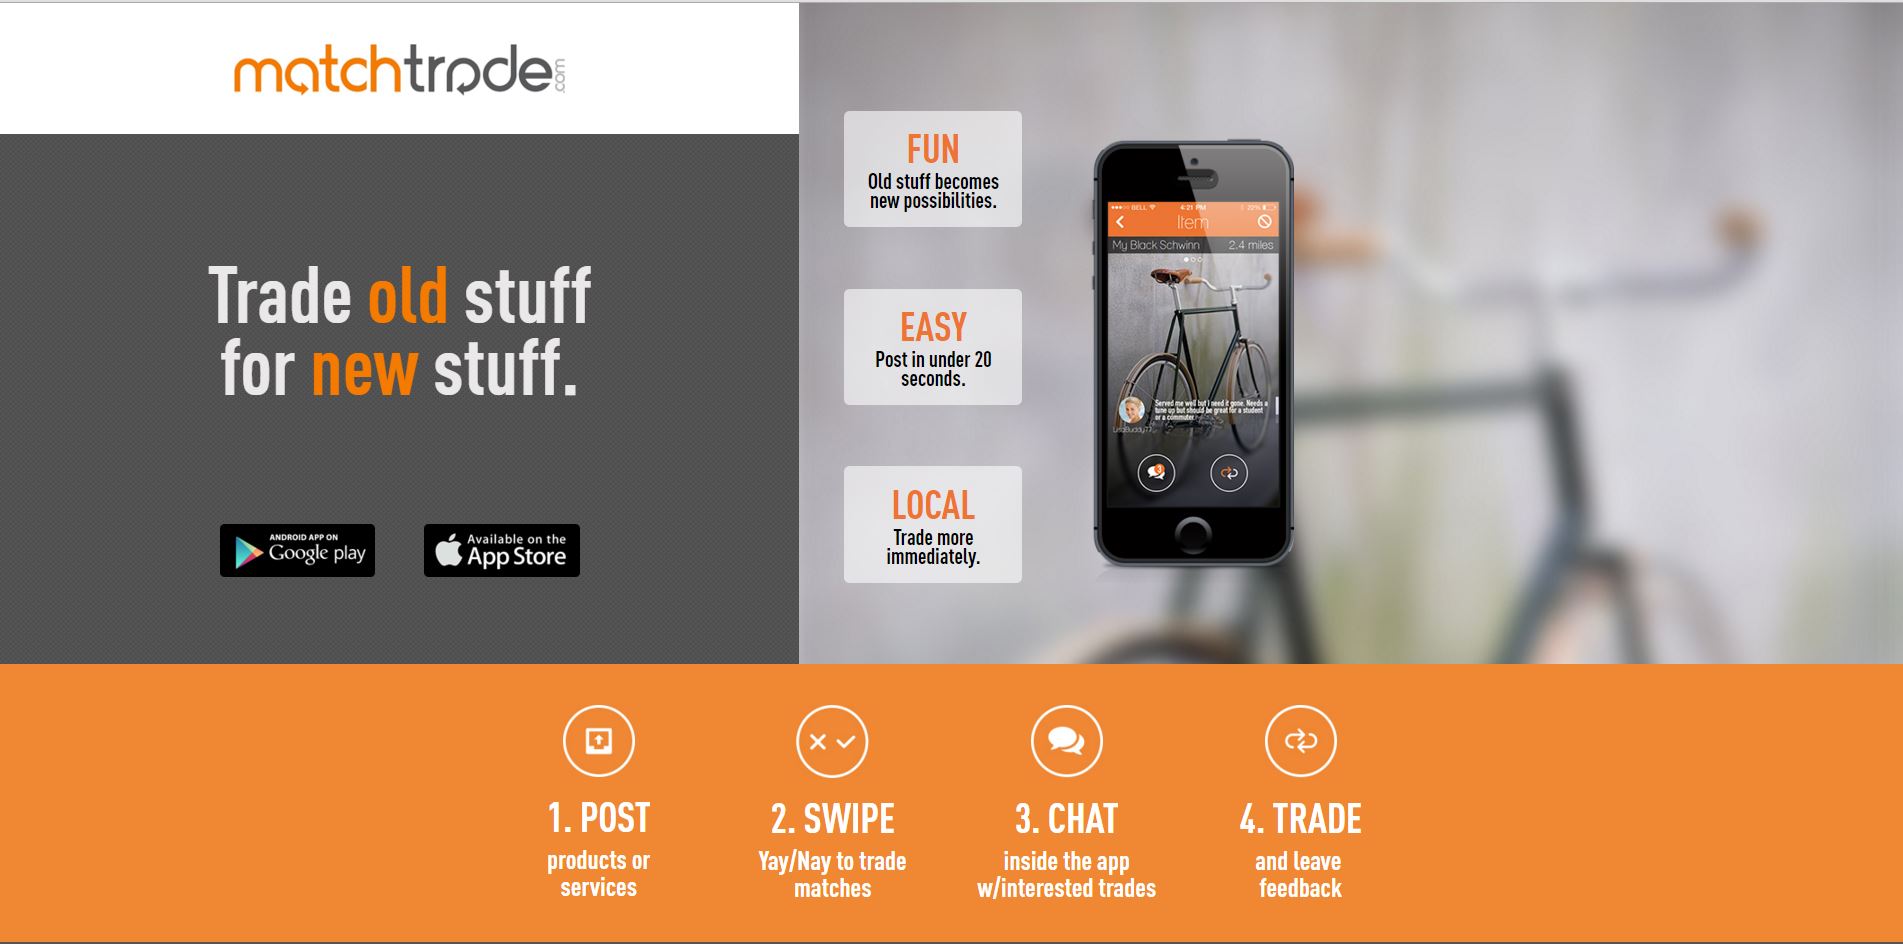 matchtrade.com
Trade old stuff
for new stuff.
ANDROID APP ON
Google play
Available on the
App Store
FUN
Old stuff becomes
new possibilities.
EASY
Post in under 20
seconds.
LOCAL
Trade more
immediately.
BELL 4:21 PM 22%
Item
My Black Schwinn 2.4 miles
Served me well but I need it gone. Needs a
tune up but should be great for a student
or a commuter.
LisaBuddy77
3
1. POST
products or
services
2. SWIPE
Yay/Nay to trade
matches
3. CHAT
inside the app
w/interested trades
4. TRADE
and leave
feedback